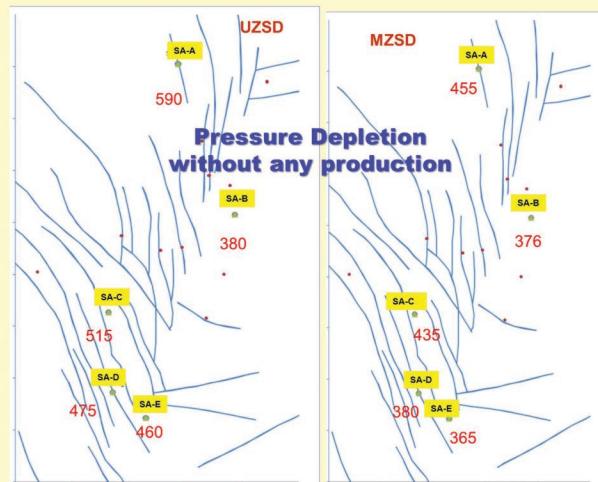 UZSD
SA-A
590
SA-B
380
SA-C
515
SA-D
475
SA-E
460
Pressure Depletion
without any production
MZSD
SA-A
455
SA-B
376
SA-C
435
SA-D
380
SA-E
365